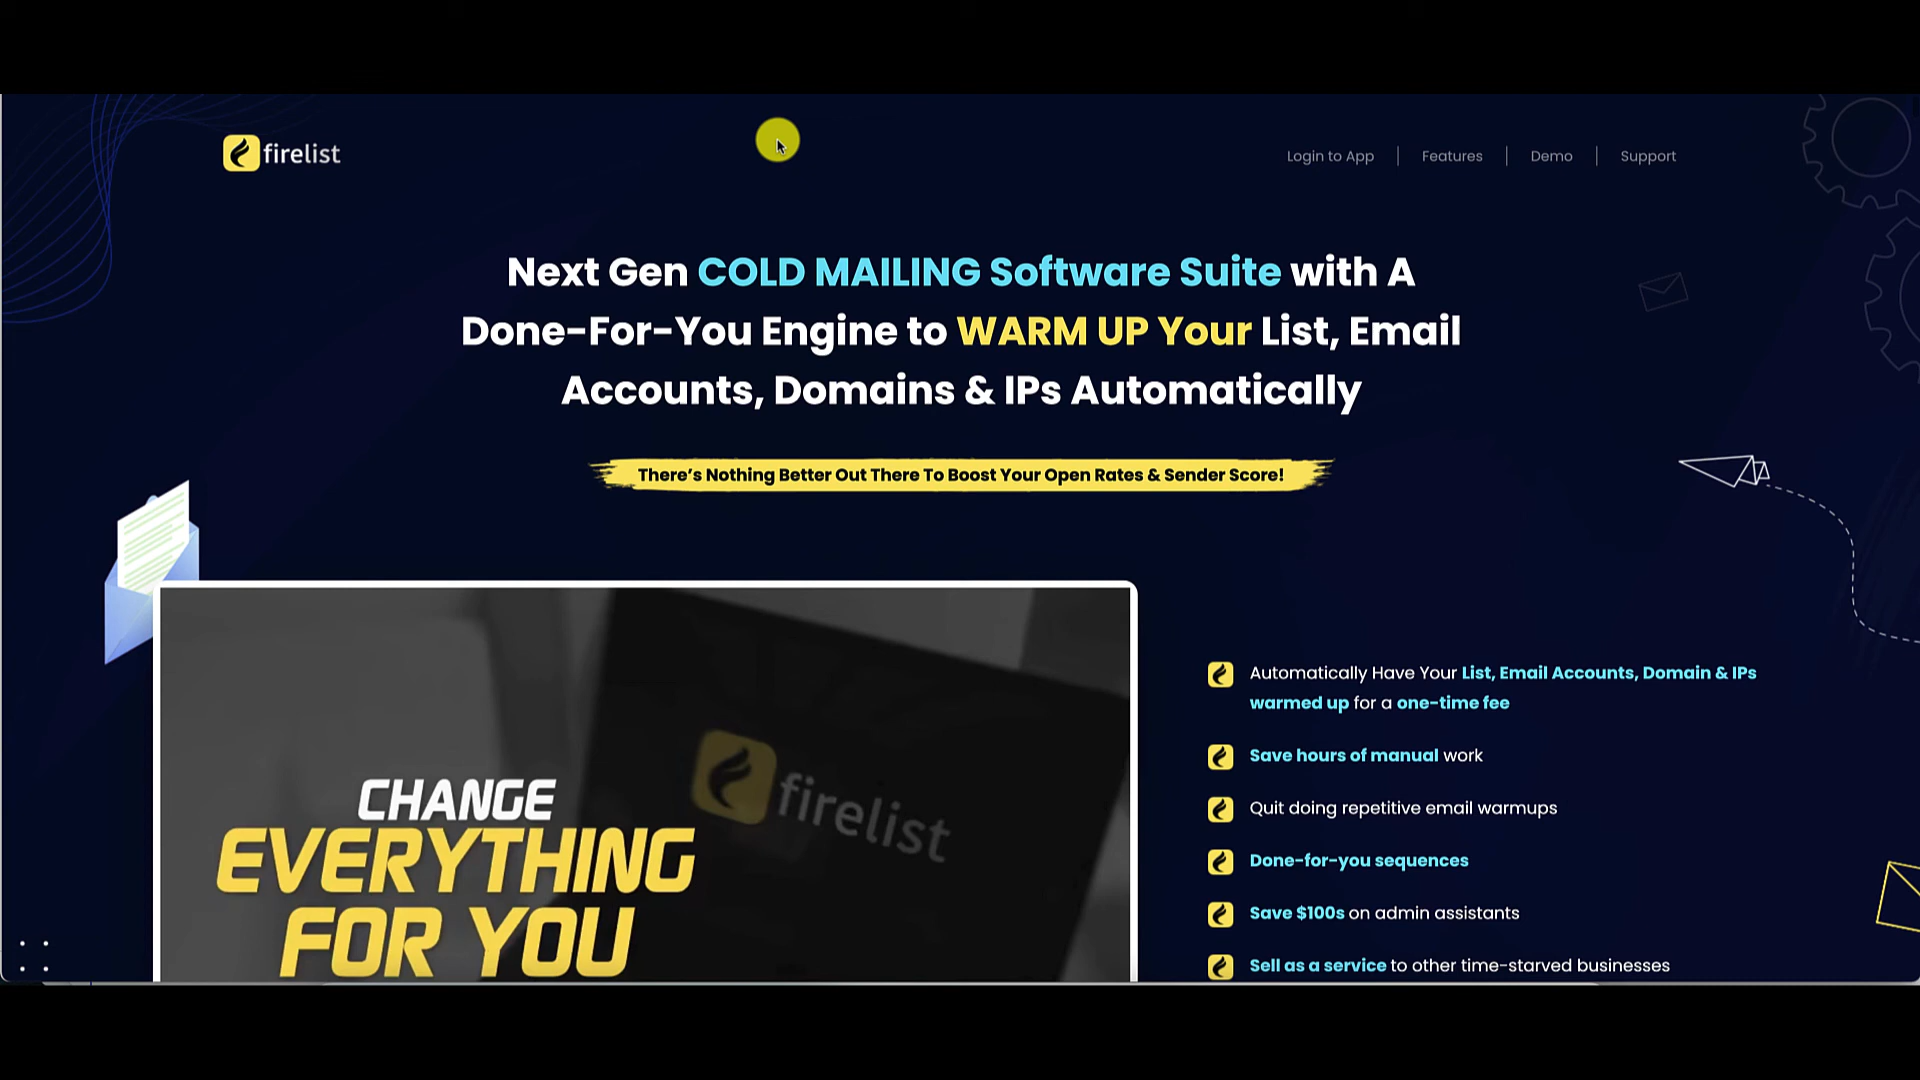 firelist
Login to App
Features
Demo
Support
Next Gen COLD MAILING Software Suite with A
Done-For-You Engine to WARM UP Your List, Email
Accounts, Domains & IPs Automatically
There’s Nothing Better Out There To Boost Your Open Rates & Sender Score!
firelist
CHANGE
EVERYTHING
FOR YOU
Automatically Have Your List, Email Accounts, Domain & IPs
warmed up for a one-time fee
Save hours of manual work
Quit doing repetitive email warmups
Done-for-you sequences
Save $100s on admin assistants
Sell as a service to other time-starved businesses